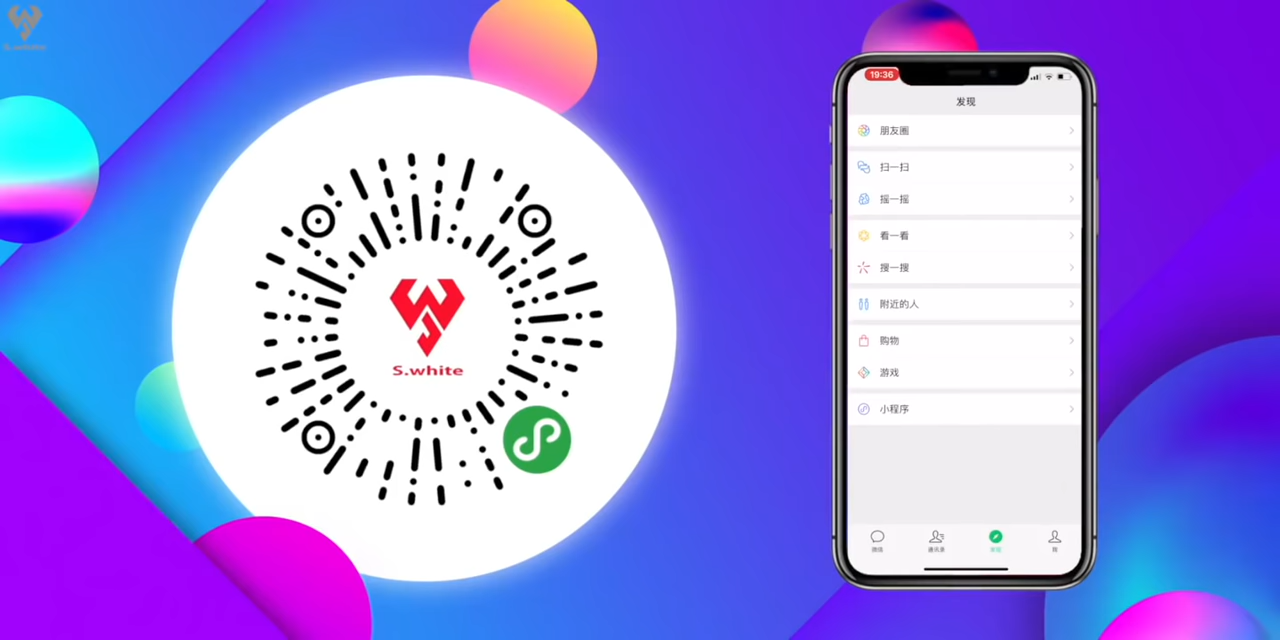 S.white
S.white
19:36
发现
朋友圈
扫一扫
摇一摇
看一看
搜一搜
附近的人
购物
游戏
小程序
微信
通讯录
发现
我